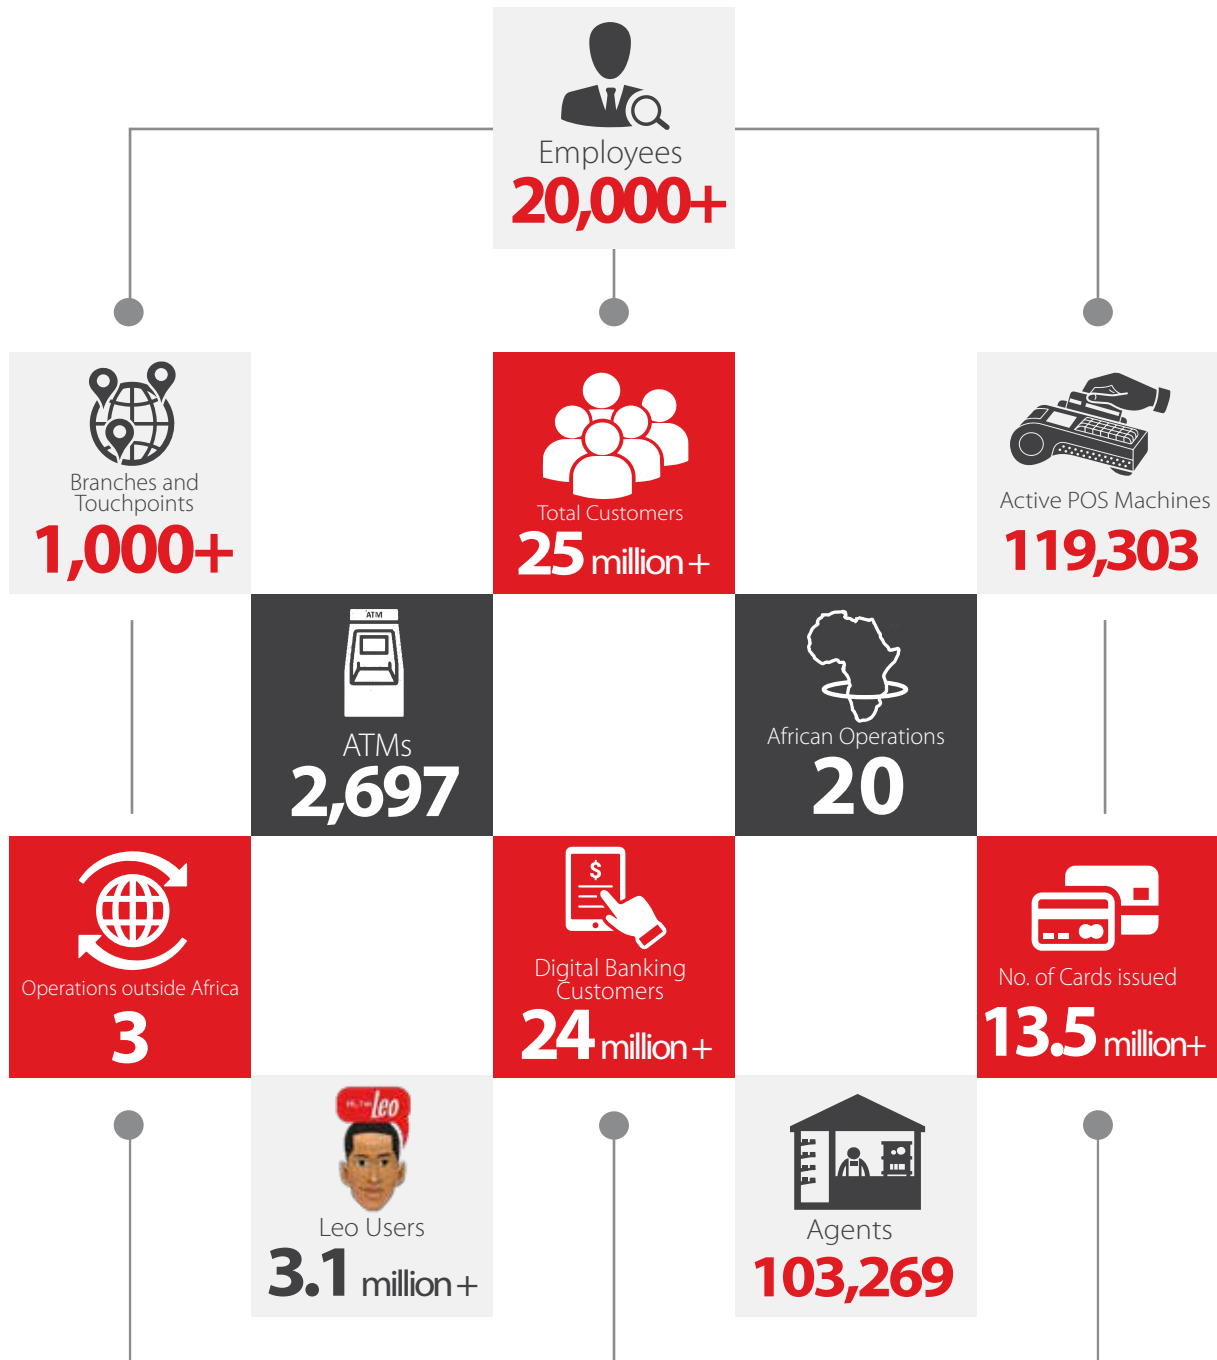 Employees
20,000+
Branches and
Touchpoints
1,000+
Total Customers
25 million +
Active POS Machines
119,303
ATM
ATMs
2,697
African Operations
20
Operations outside Africa
3
$
Digital Banking
Customers
24 million +
No. of Cards issued
13.5 million+
Hi, I'm Leo
Leo Users
3.1 million +
Agents
103,269